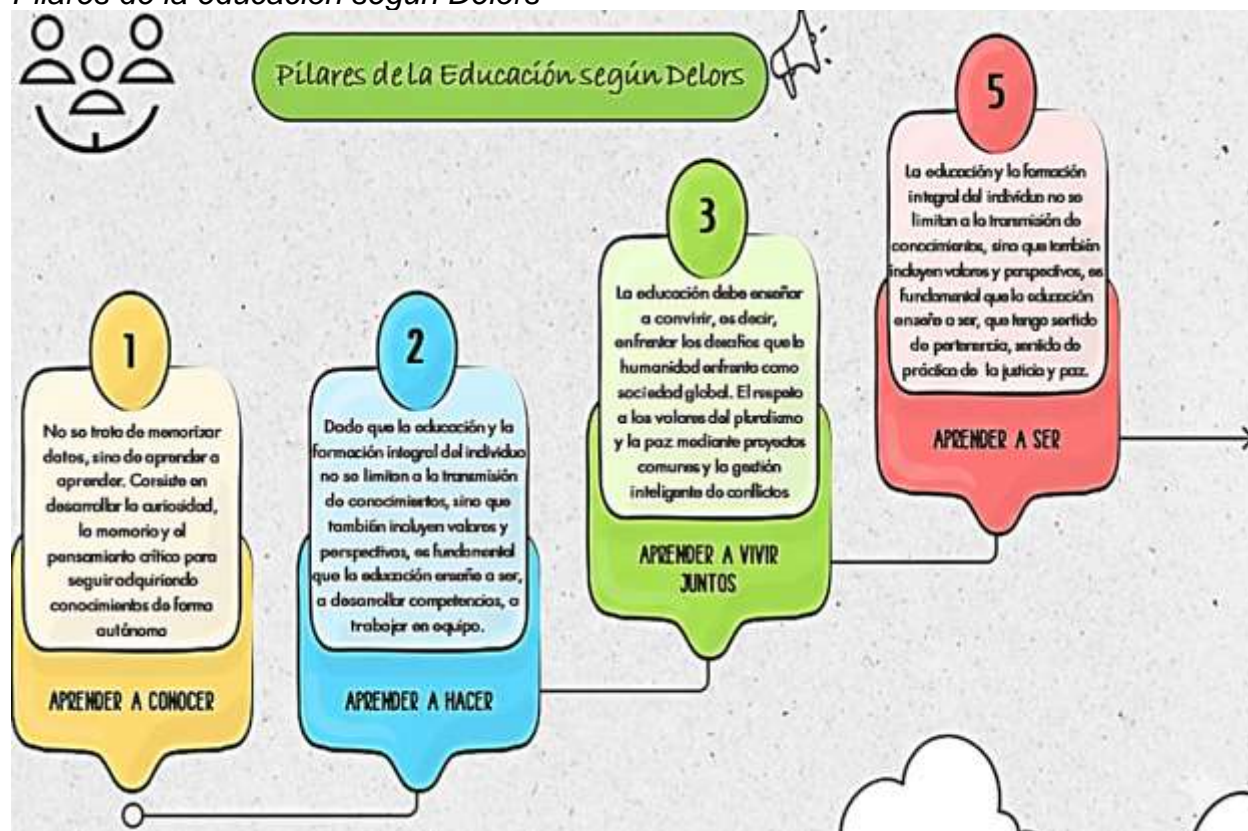 Pilares de la educación según Delors
Pilares de la Educación según Delors
1
No se trata de memorizar
datos, sino de aprender a
aprender. Consiste en
desarrollar la curiosidad,
la memoria y el
pensamiento crítico para
seguir adquiriendo
conocimientos de forma
autónoma
APRENDER A CONOCER
2
Dado que la educación y la
formación integral del individuo
no se limitan a la transmisión
de conocimientos, sino que
también incluyen valores y
perspectivas, es fundamental
que la educación enseñe a ser,
a desarrollar competencias, a
trabajar en equipo.
APRENDER A HACER
3
La educación debe enseñar
a convivir, es decir,
enfrentar los desafíos que la
humanidad enfrenta como
sociedad global. El respeto
a los valores del pluralismo
y la paz mediante proyectos
comunes y la gestión
inteligente de conflictos
APRENDER A VIVIR
JUNTOS
5
La educación y la formación
integral del individuo no se
limitan a la transmisión de
conocimientos, sino que también
incluyen valores y perspectivas, es
fundamental que la educación
enseñe a ser, que tenga sentido
de pertenencia, sentido de
práctica de la justicia y paz.
APRENDER A SER